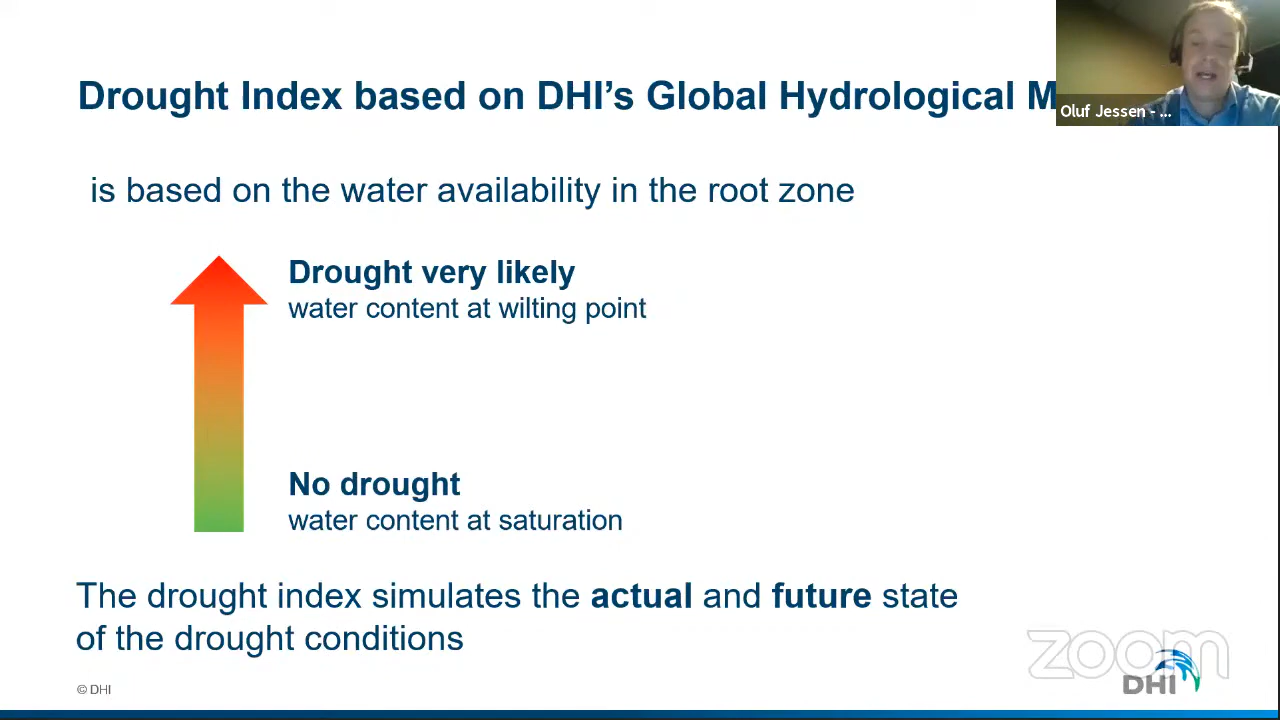 Drought Index based on DHI's Global Hydrological M
Oluf Jessen - ...
is based on the water availability in the root zone
Drought very likely
water content at wilting point
No drought
water content at saturation
The drought index simulates the actual and future state
of the drought conditions
zoom
DHI
© DHI